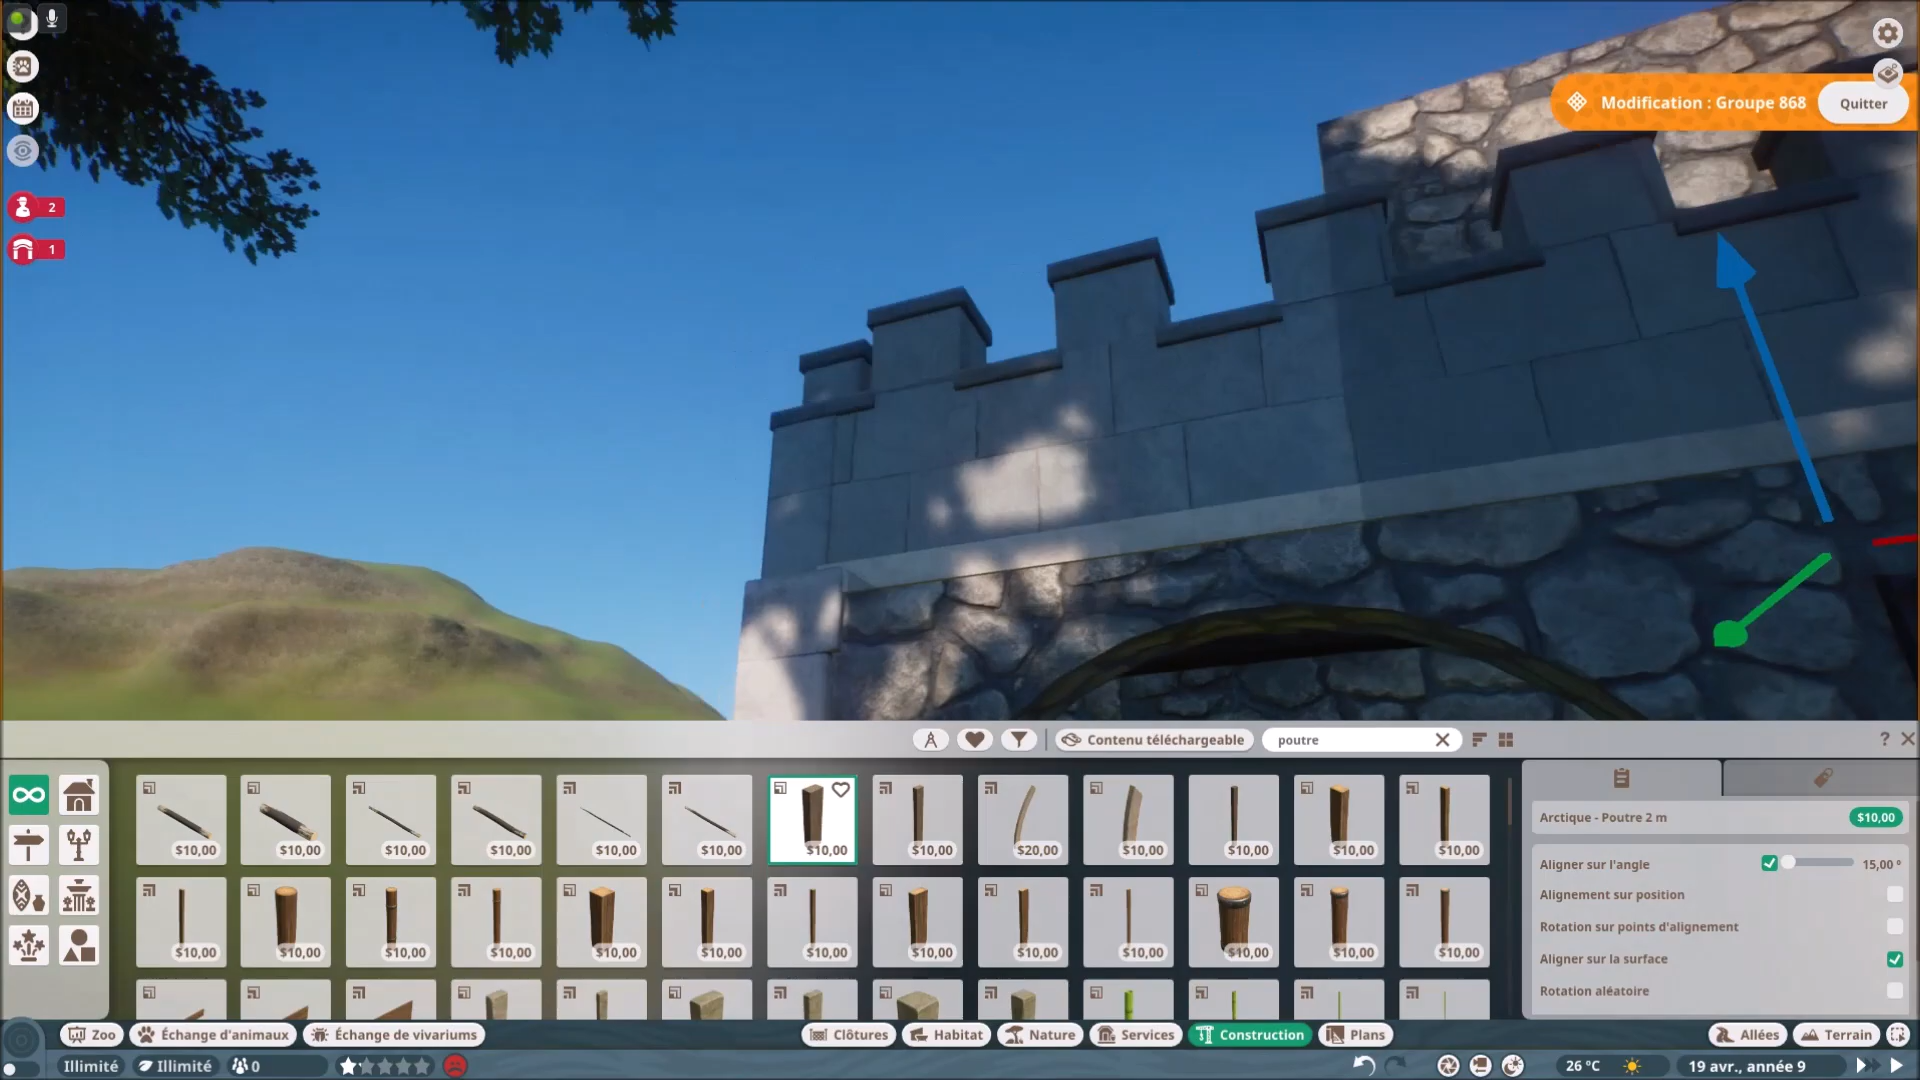 Modification : Groupe 868
Quitter
2
1
Contenu téléchargeable
poutre
?
$10,00 $10,00 $10,00 $10,00 $10,00 $10,00 $10,00 $10,00 $20,00 $10,00 $10,00 $10,00 $10,00
$10,00 $10,00 $10,00 $10,00 $10,00 $10,00 $10,00 $10,00 $10,00 $10,00 $10,00 $10,00 $10,00
Arctique - Poutre 2 m
$10,00
Aligner sur l'angle
15,00 °
Alignement sur position
Rotation sur points d'alignement
Aligner sur la surface
Rotation aléatoire
Zoo
Échange d'animaux
Échange de vivariums
Clôtures
Habitat
Nature
Services
Construction
Plans
Allées
Terrain
Illimité
Illimité
0
26 °C
19 avr., année 9